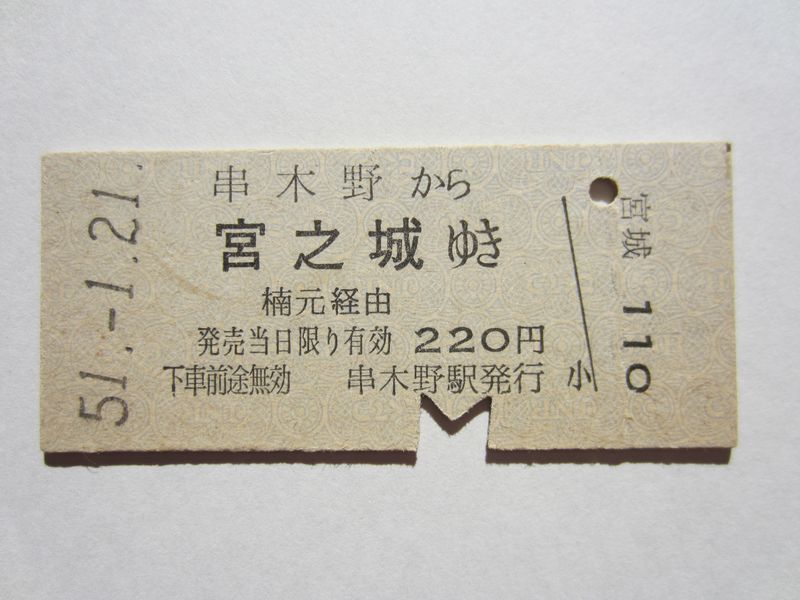 51.-1.21.
串木野から
宮之城ゆき
楠元経由
発売当日限り有効 220円
下車前途無効 串木野駅発行
小
宮城 110